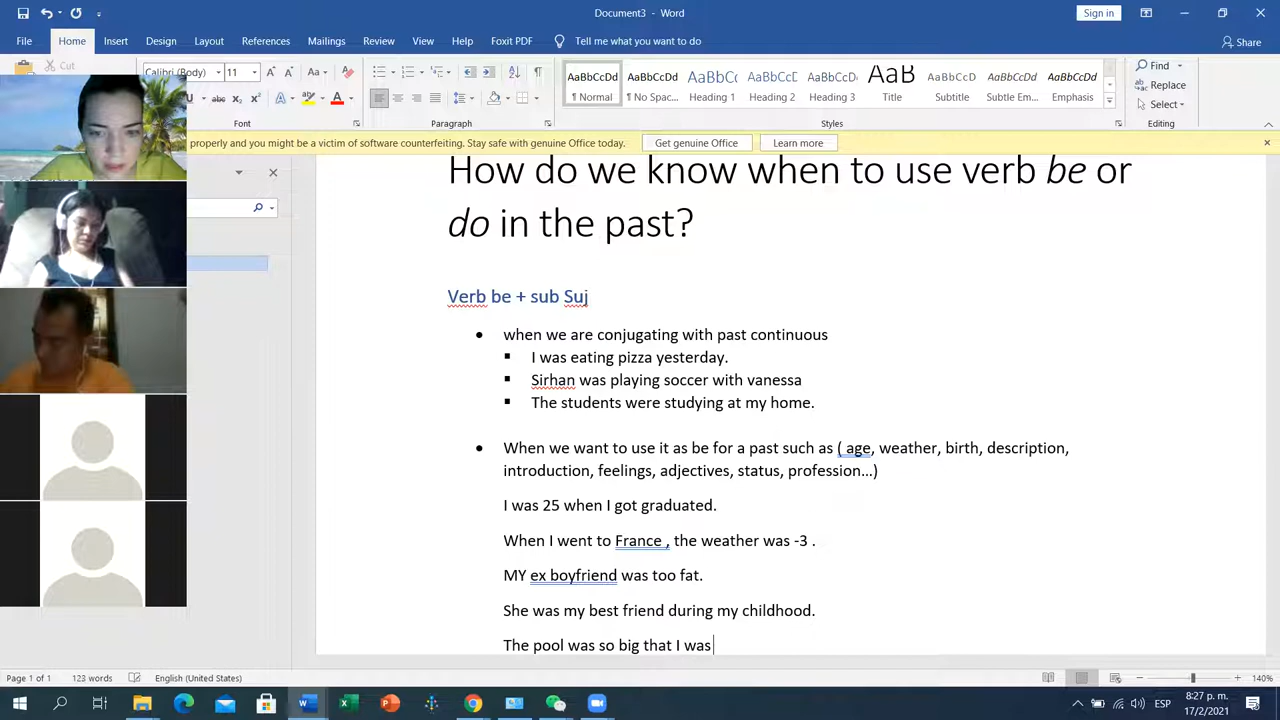 Document3 - Word
Sign in
File Home Insert Draw Design Layout References Mailings Review View Help Foxit PDF Tell me what you want to do
Share
Cut
Calibri (Body) 11
AaBbCcDd AaBbCcDd AaBbC AaBbCcD AaBbCcD AaB AaBbCcD AaBbCcDd AaBbCcDd
¶ Normal ¶ No Spac... Heading 1 Heading 2 Heading 3 Title Subtitle Subtle Em... Emphasis
Find
Replace
Select
Font Paragraph Styles Editing
properly and you might be a victim of software counterfeiting. Stay safe with genuine Office today. Get genuine Office Learn more
How do we know when to use verb be or
do in the past?
Verb be + sub Suj
• when we are conjugating with past continuous
▪ I was eating pizza yesterday.
▪ Sirhan was playing soccer with vanessa
▪ The students were studying at my home.
• When we want to use it as be for a past such as ( age, weather, birth, description,
introduction, feelings, adjectives, status, profession…)
I was 25 when I got graduated.
When I went to France , the weather was -3 .
MY ex boyfriend was too fat.
She was my best friend during my childhood.
The pool was so big that I was
Page 1 of 1 123 words English (United States) 140%
ESP
8:27 p. m.
17/2/2021